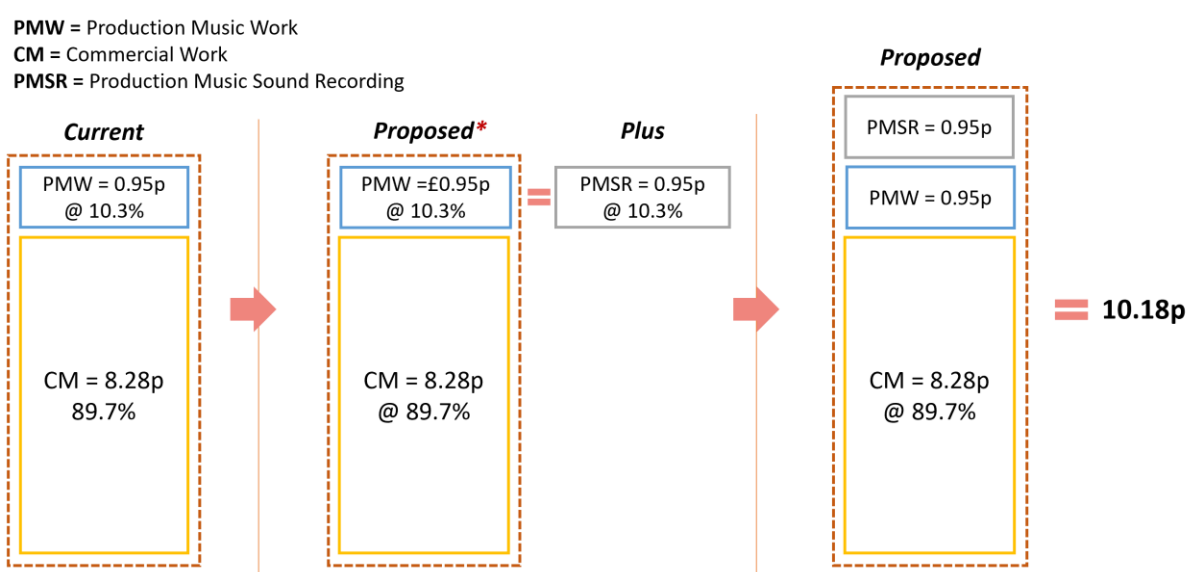 PMW = Production Music Work
CM = Commercial Work
PMSR = Production Music Sound Recording
Current
PMW = 0.95p
@ 10.3%
CM = 8.28p
89.7%
Proposed*
PMW =£0.95p
@ 10.3%
=
CM = 8.28p
@ 89.7%
Plus
PMSR = 0.95p
@ 10.3%
Proposed
PMSR = 0.95p
PMW = 0.95p
CM = 8.28p
@ 89.7%
= 10.18p